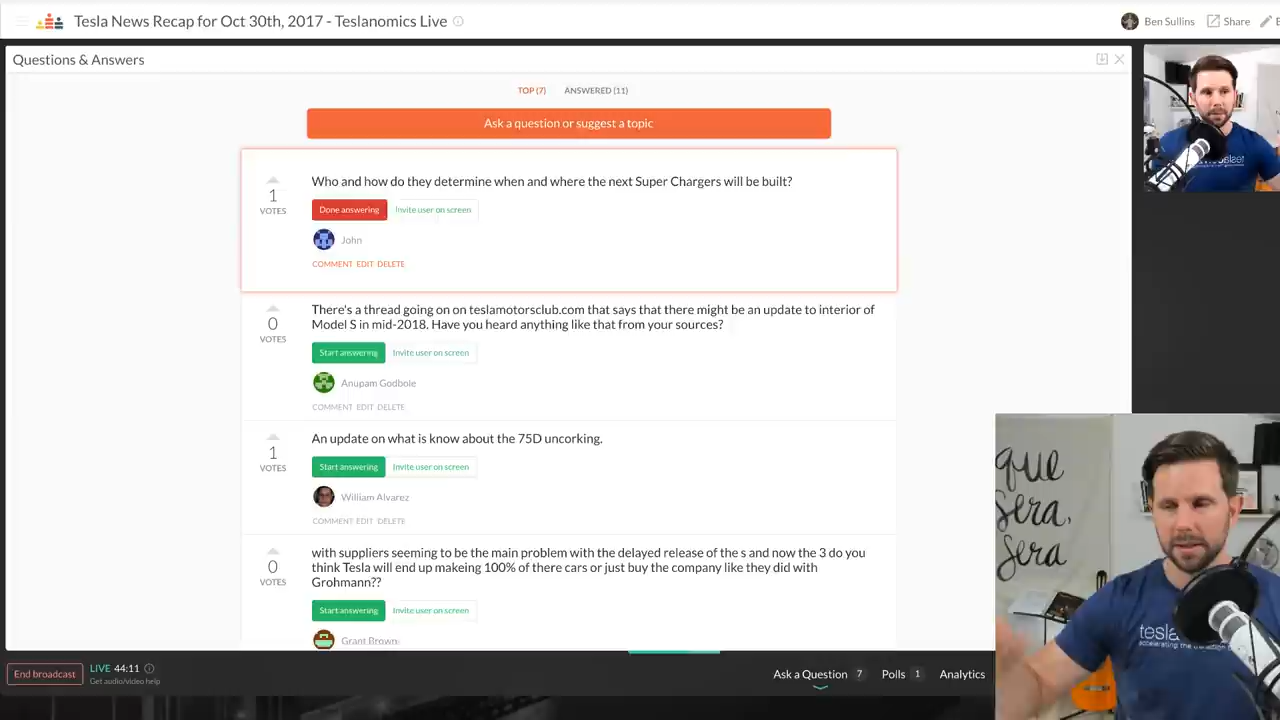 Tesla News Recap for Oct 30th, 2017 - Teslanomics Live
Ben Sullins
Share
Questions & Answers
TOP (7)
ANSWERED (11)
Ask a question or suggest a topic
1
VOTES
Who and how do they determine when and where the next Super Chargers will be built?
Done answering
Invite user on screen
John
COMMENT EDIT DELETE
0
VOTES
There's a thread going on on teslamotorsclub.com that says that there might be an update to interior of
Model S in mid-2018. Have you heard anything like that from your sources?
Start answering
Invite user on screen
Anupam Godbole
COMMENT EDIT DELETE
1
VOTES
An update on what is know about the 75D uncorking.
Start answering
Invite user on screen
William Alvarez
COMMENT EDIT DELETE
0
VOTES
with suppliers seeming to be the main problem with the delayed release of the s and now the 3 do you
think Tesla will end up makeing 100% of there cars or just buy the company like they did with
Grohmann??
Start answering
Invite user on screen
Grant Brown
End broadcast
LIVE 44:11
Get audio/video help
Ask a Question 7
Polls 1
Analytics
que
sera,
sera
tesla
accelerating the